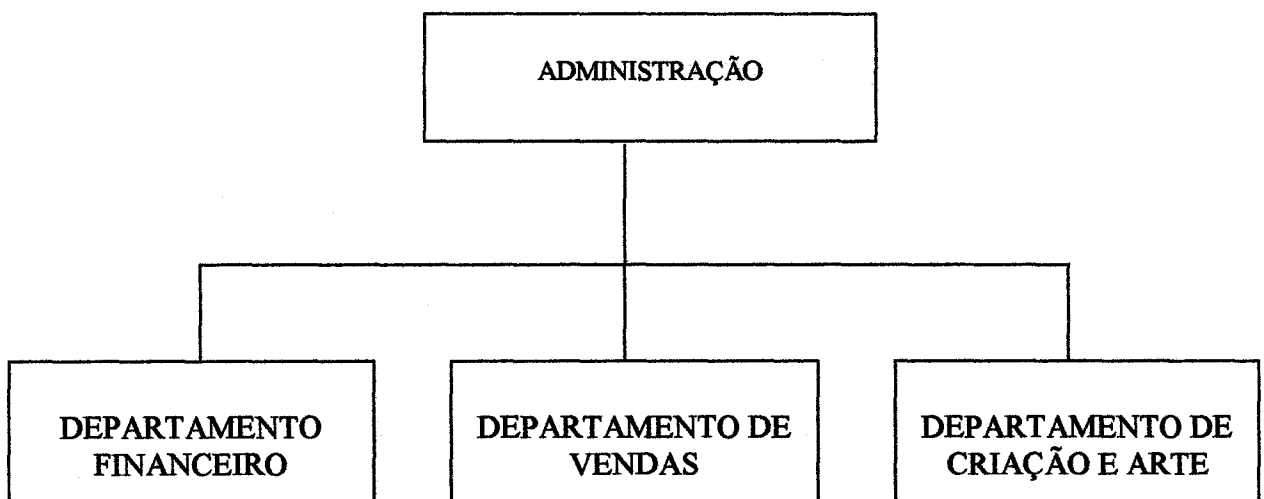 ADMINISTRAÇÃO
DEPARTAMENTO
FINANCEIRO
DEPARTAMENTO DE
VENDAS
DEPARTAMENTO DE
CRIAÇÃO E ARTE